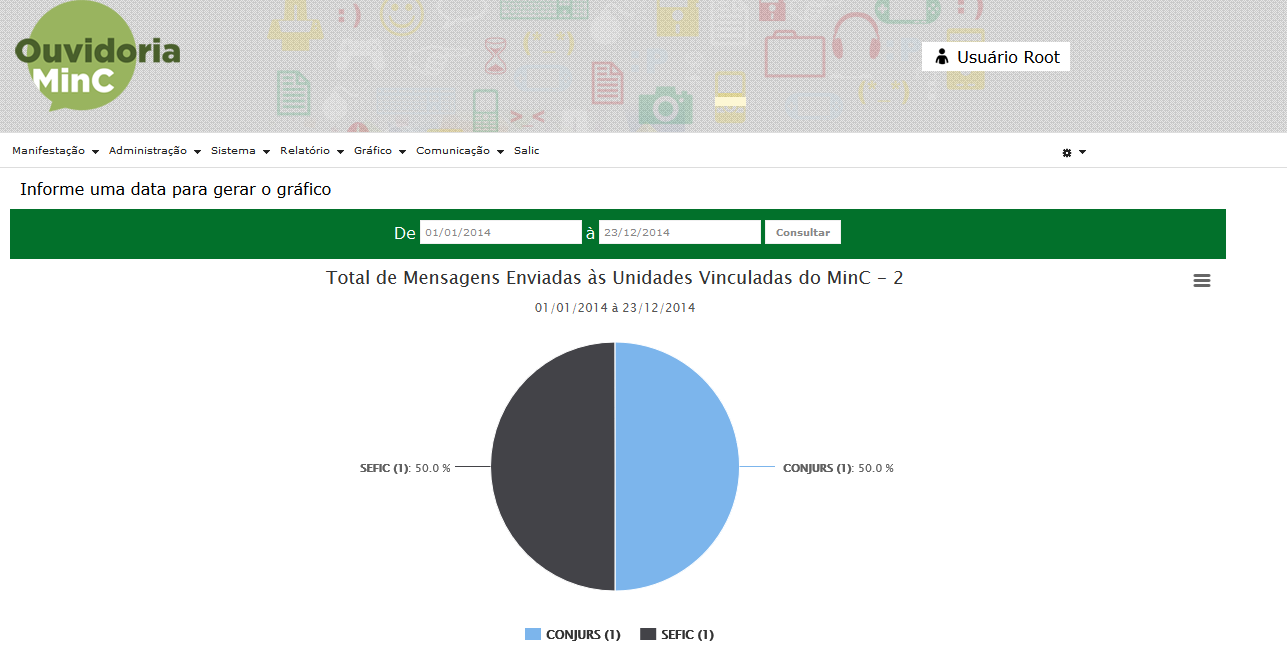 Ouvidoria
MinC
Usuário Root
Manifestação Administração Sistema Relatório Gráfico Comunicação Salic
Informe uma data para gerar o gráfico
De 01/01/2014 à 23/12/2014 Consultar
Total de Mensagens Enviadas às Unidades Vinculadas do MinC - 2
01/01/2014 à 23/12/2014
SEFIC (1): 50.0 % CONJURS (1): 50.0 %
CONJURS (1) SEFIC (1)